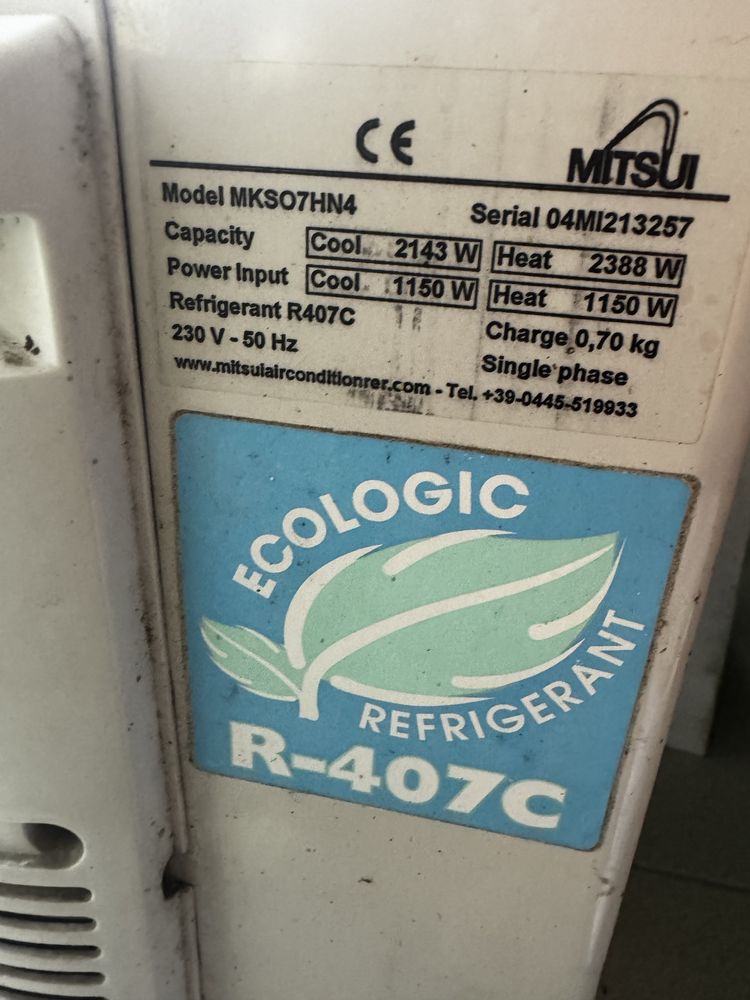 CE
MITSUI
Model MKSO7HN4 Serial 04MI213257
Capacity Cool 2143 W Heat 2388 W
Power Input Cool 1150 W Heat 1150 W
Refrigerant R407C Charge 0,70 kg
230 V - 50 Hz Single phase
www.mitsuiairconditionrer.com - Tel. +39-0445-519933
ECOLOGIC
REFRIGERANT
R-407C